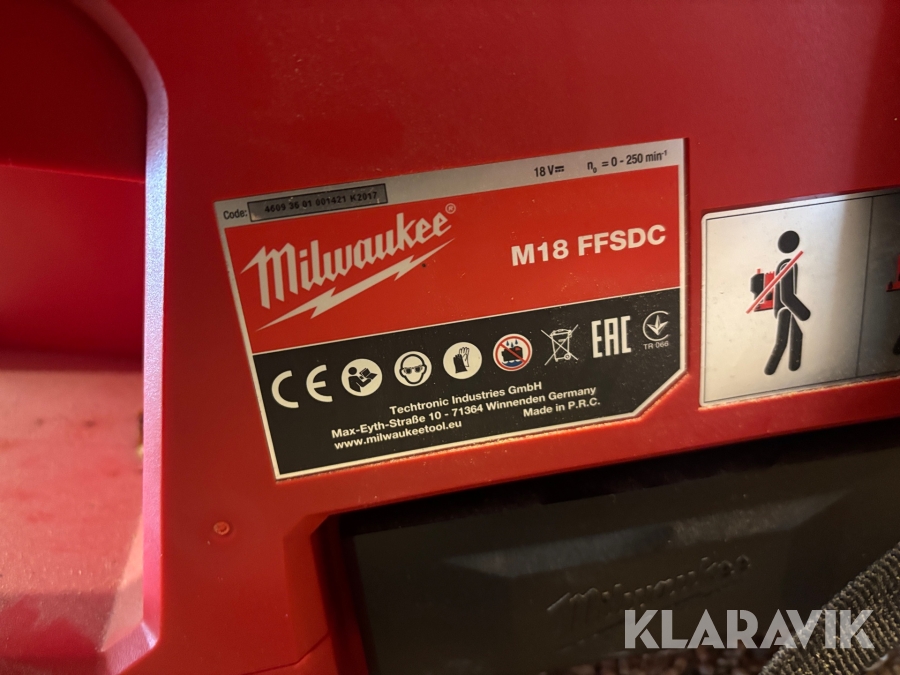 18 V⎓ n₀ = 0 - 250 min⁻¹
Code: 4609 36 01 001421 K2017
Milwaukee®
M18 FFSDC
CE
EAC
TR 066
Techtronic Industries GmbH
Max-Eyth-Straße 10 - 71364 Winnenden Germany
www.milwaukeetool.eu Made in P.R.C.
Milwaukee
KLARAVIK